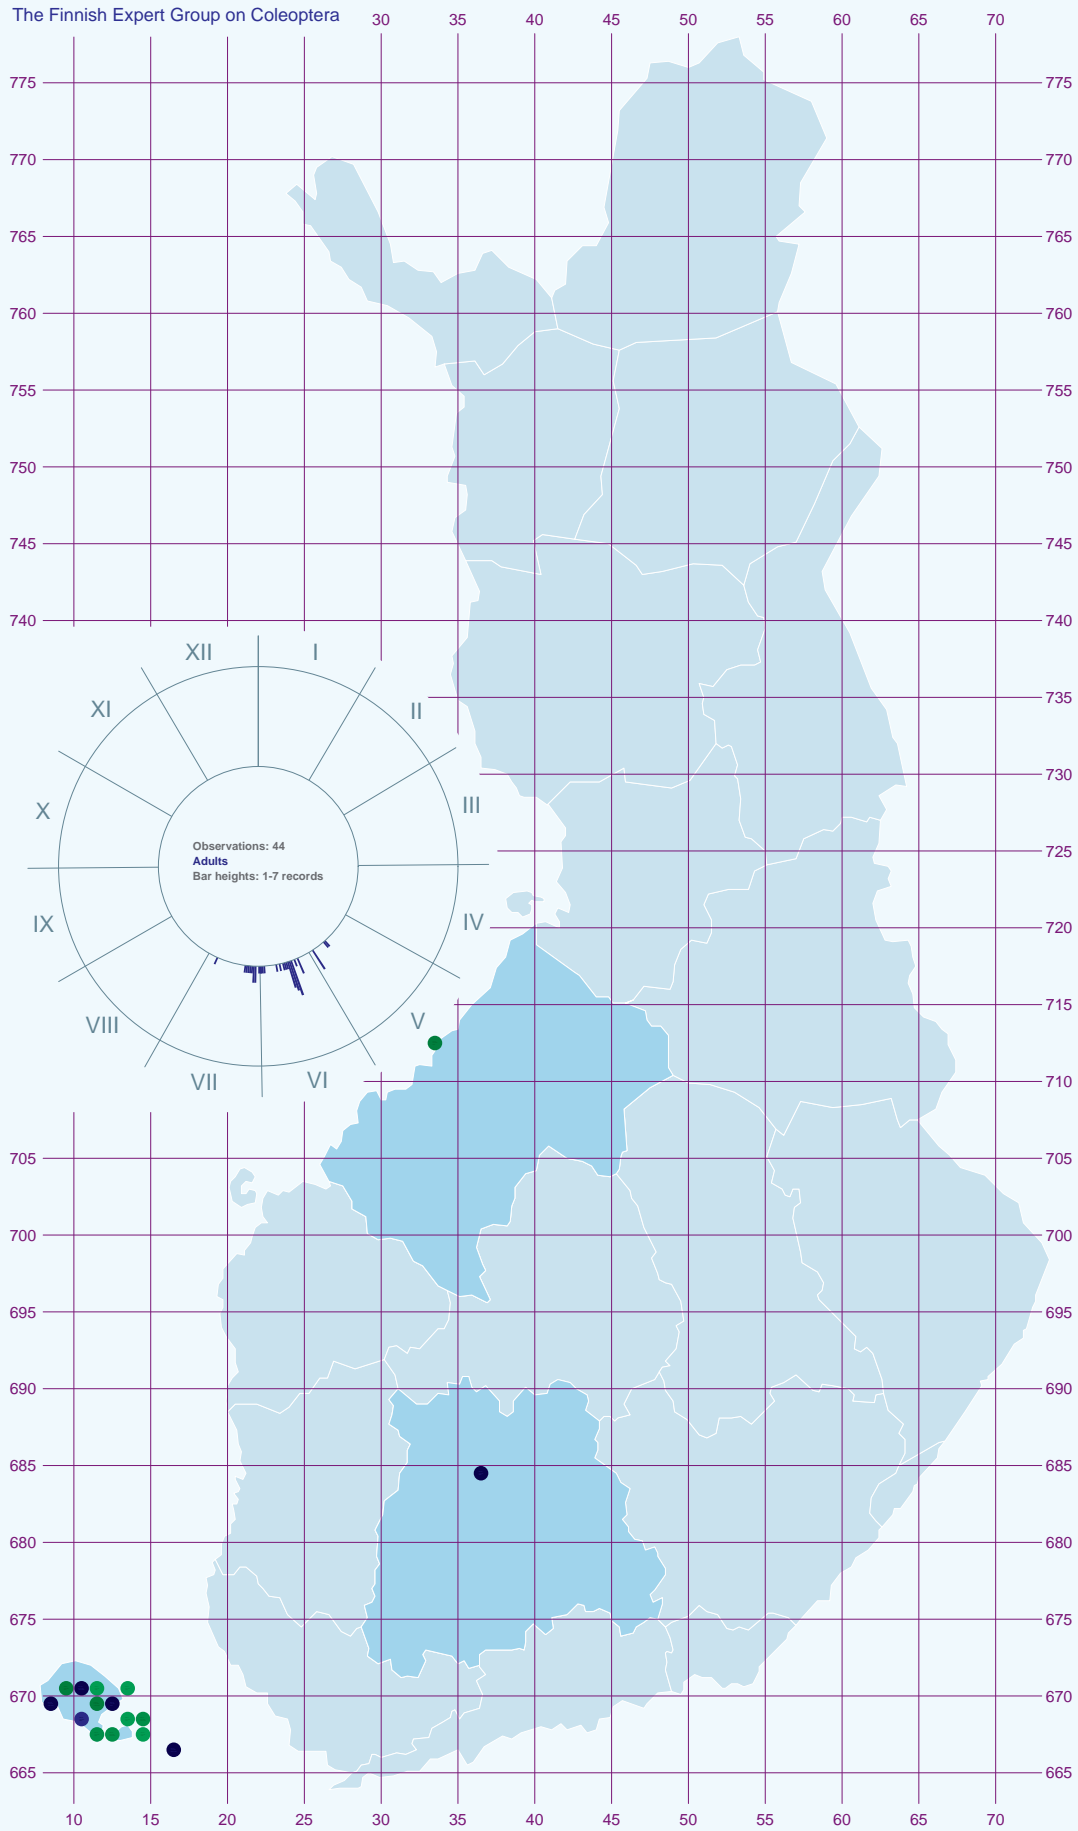 The Finnish Expert Group on Coleoptera 30 35 40 45 50 55 60 65 70
775 775
770 770
765 765
760 760
755 755
750 750
745 745
740 740
XII I
XI II
735
730
X III
Observations: 44
Adults
Bar heights: 1-7 records
725
IX IV
720
715
VIII V
VII VI
710
705 705
700 700
695 695
690 690
685 685
680 680
675 675
670 670
665 665
10 15 20 25 30 35 40 45 50 55 60 65 70